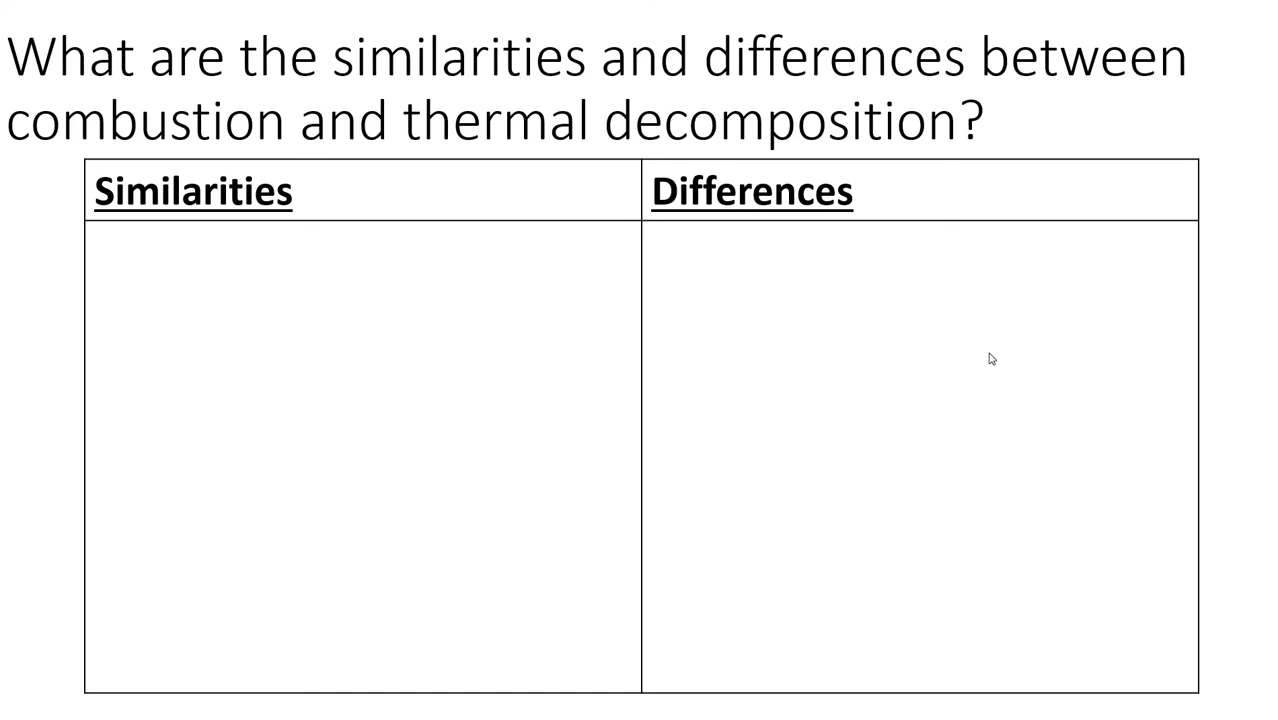 What are the similarities and differences between
combustion and thermal decomposition?
Similarities
Differences